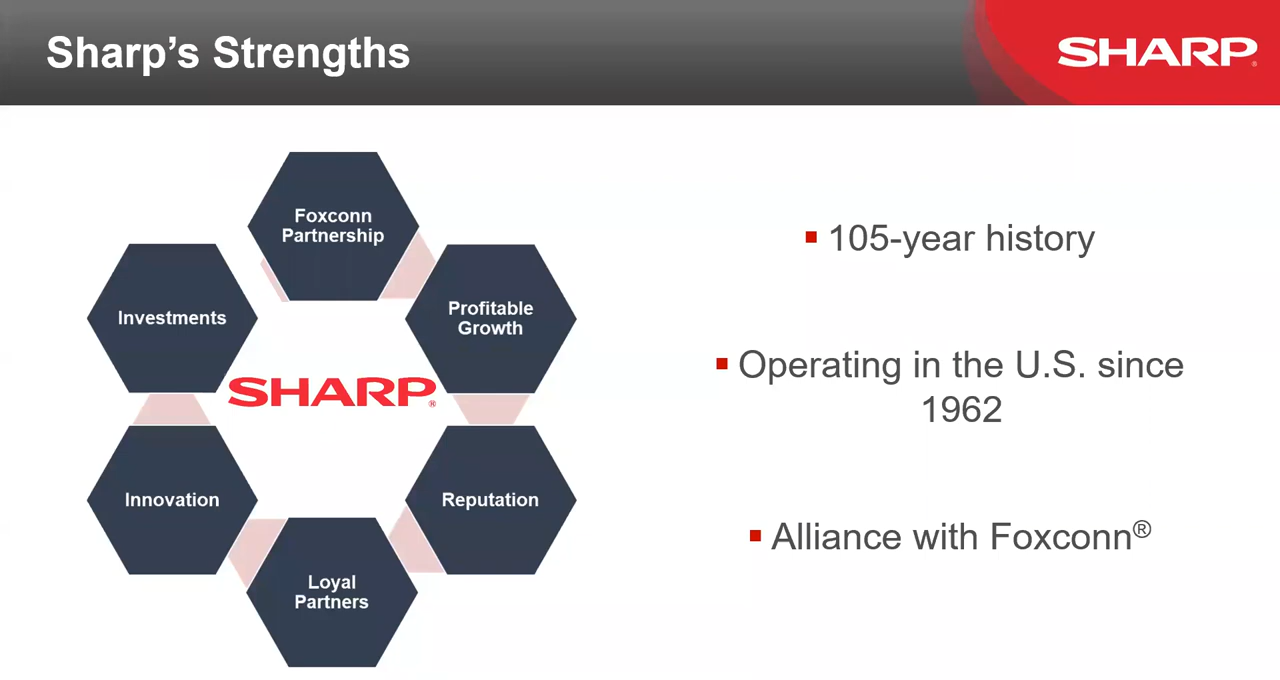 Sharp’s Strengths
SHARP®
Foxconn
Partnership
Profitable
Growth
Investments
SHARP®
Innovation
Reputation
Loyal
Partners
▪ 105-year history
▪ Operating in the U.S. since
1962
▪ Alliance with Foxconn®